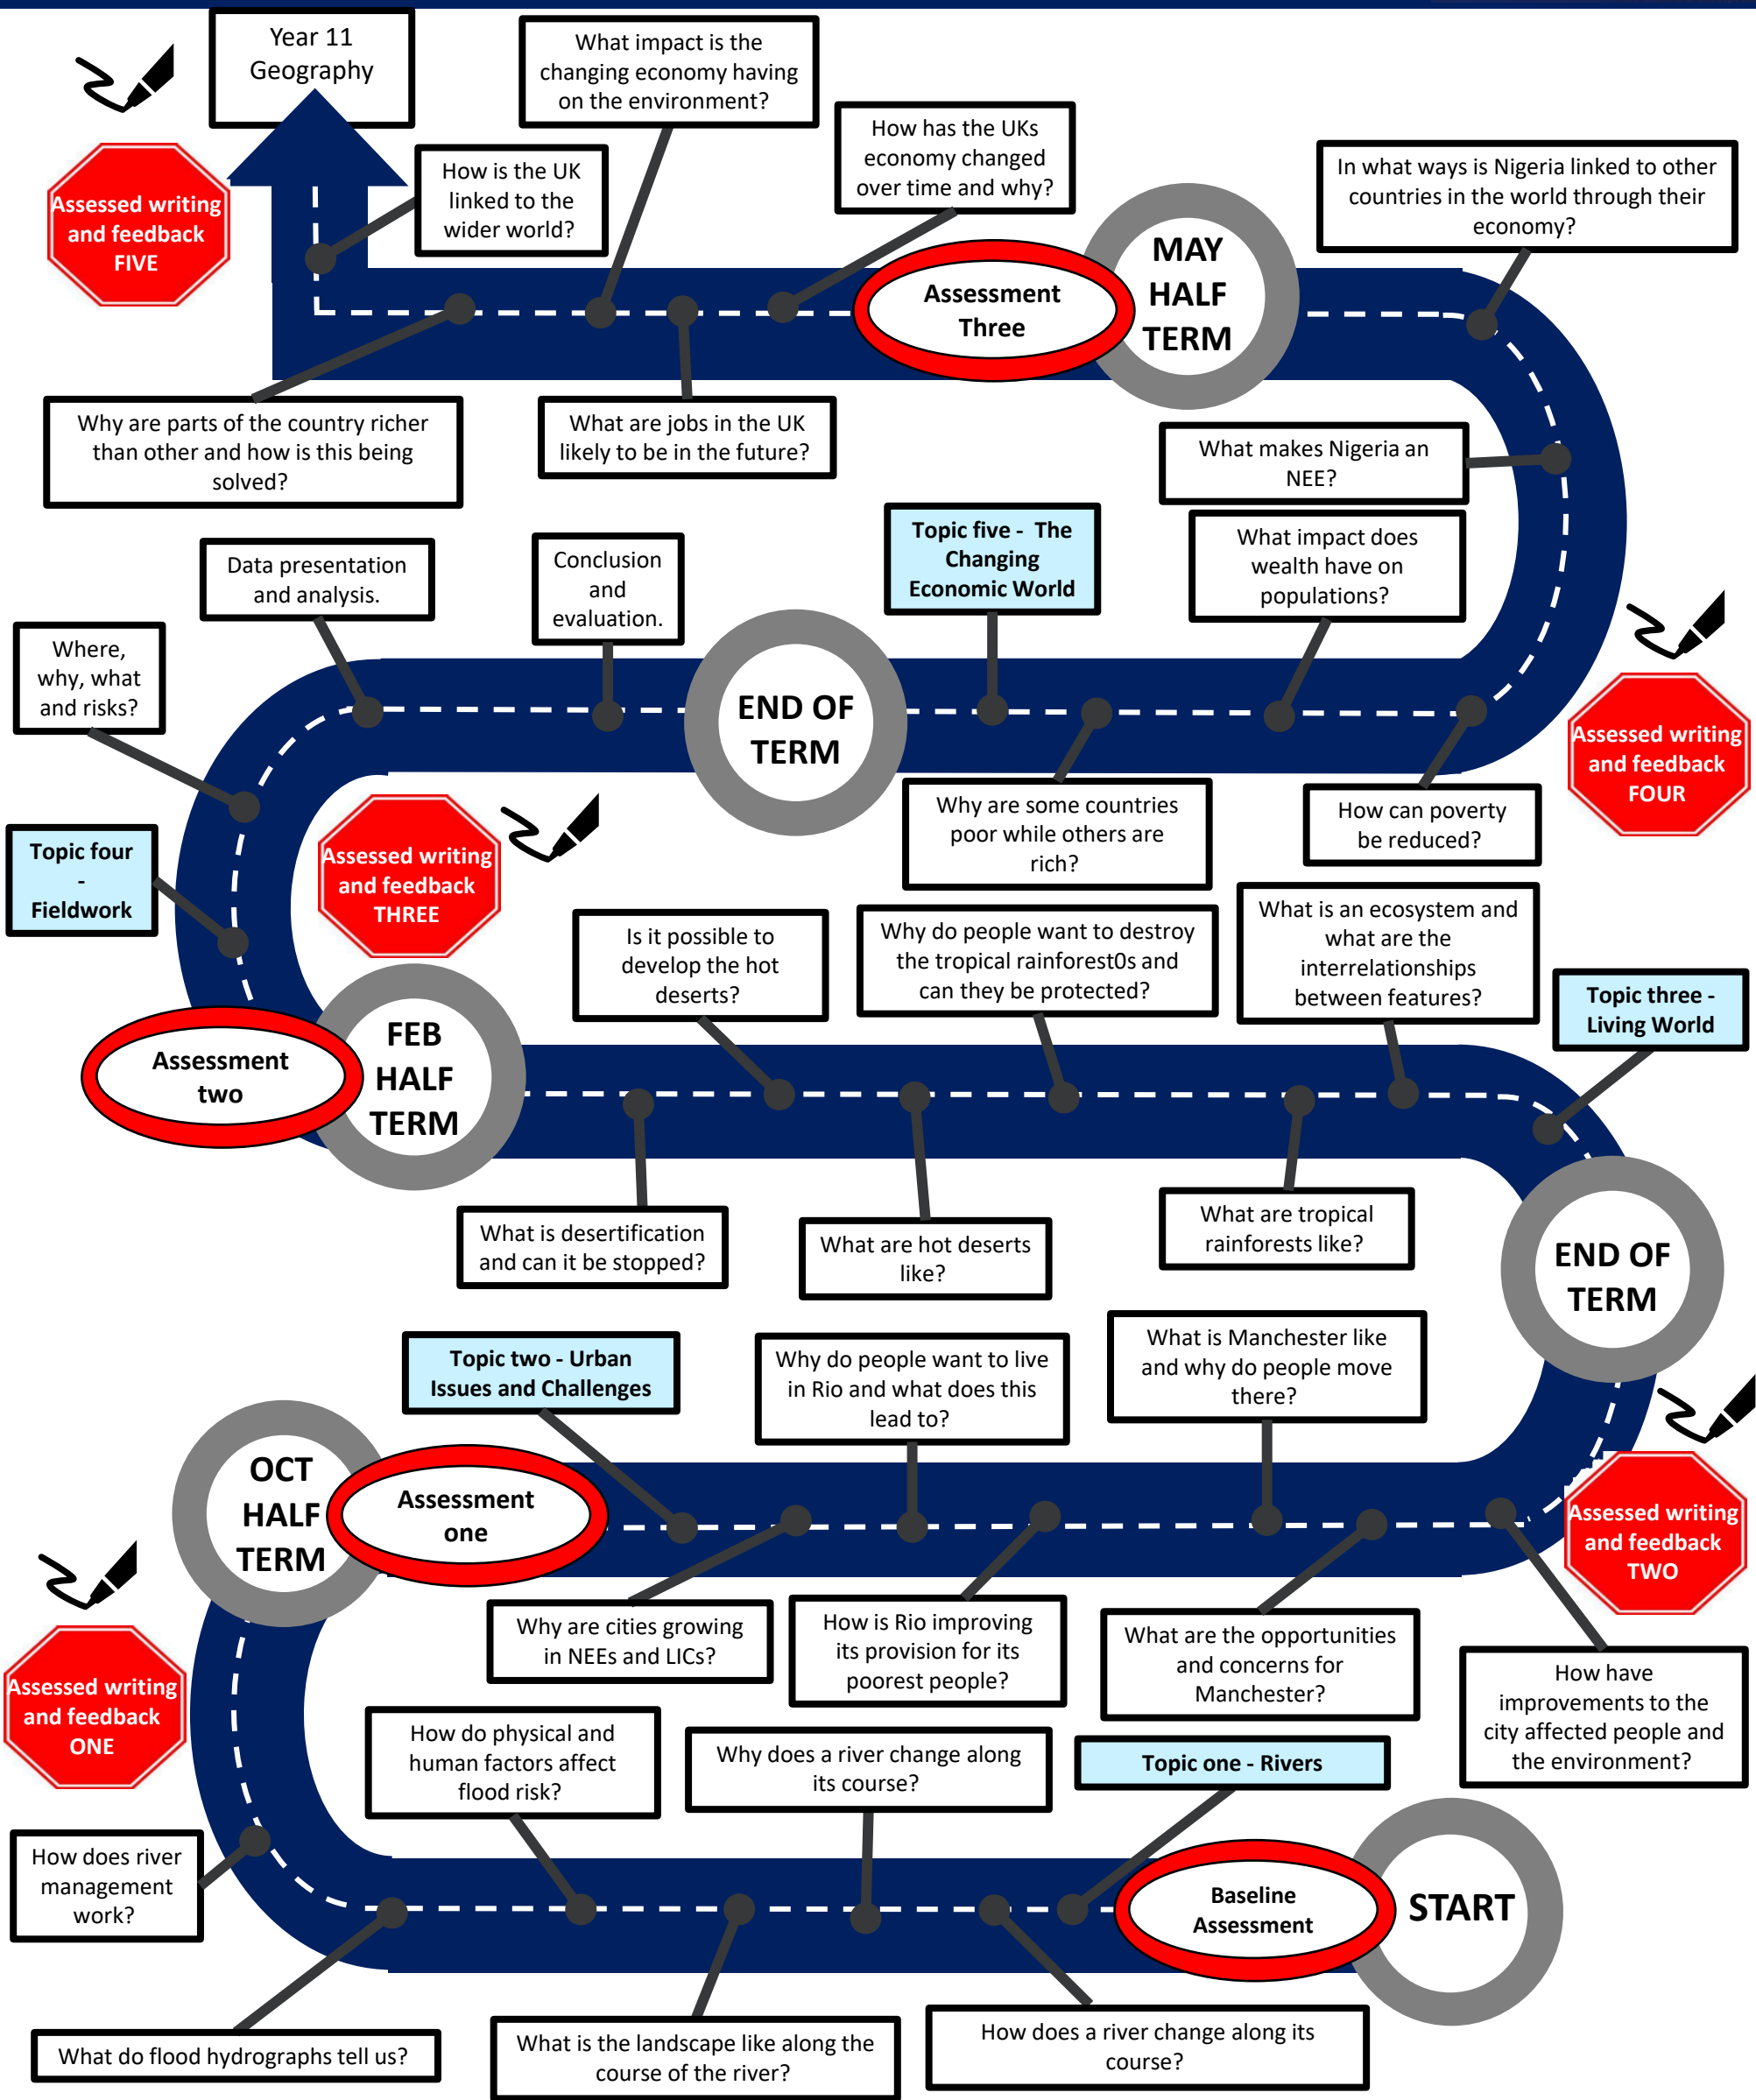 Year 11
Geography
What impact is the
changing economy having
on the environment?
How has the UKs
economy changed
over time and why?
In what ways is Nigeria linked to other
countries in the world through their
economy?
How is the UK
linked to the
wider world?
Assessed writing
and feedback
FIVE
Assessment
Three
MAY
HALF
TERM
Why are parts of the country richer
than other and how is this being
solved?
What are jobs in the UK
likely to be in the future?
What makes Nigeria an
NEE?
Data presentation
and analysis.
Conclusion
and
evaluation.
Topic five - The
Changing
Economic World
What impact does
wealth have on
populations?
Where,
why, what
and risks?
END OF
TERM
Assessed writing
and feedback
FOUR
Why are some countries
poor while others are
rich?
How can poverty
be reduced?
Topic four
-
Fieldwork
Assessed writing
and feedback
THREE
Is it possible to
develop the hot
deserts?
Why do people want to destroy
the tropical rainforest0s and
can they be protected?
What is an ecosystem and
what are the
interrelationships
between features?
Topic three -
Living World
Assessment
two
FEB
HALF
TERM
What is desertification
and can it be stopped?
What are hot deserts
like?
What are tropical
rainforests like?
END OF
TERM
Topic two - Urban
Issues and Challenges
Why do people want to live
in Rio and what does this
lead to?
What is Manchester like
and why do people move
there?
OCT
HALF
TERM
Assessment
one
Assessed writing
and feedback
TWO
Why are cities growing
in NEEs and LICs?
How is Rio improving
its provision for its
poorest people?
What are the opportunities
and concerns for
Manchester?
How have
improvements to the
city affected people and
the environment?
Assessed writing
and feedback
ONE
How do physical and
human factors affect
flood risk?
Why does a river change along
its course?
Topic one - Rivers
How does river
management
work?
Baseline
Assessment
START
What do flood hydrographs tell us?
What is the landscape like along the
course of the river?
How does a river change along its
course?